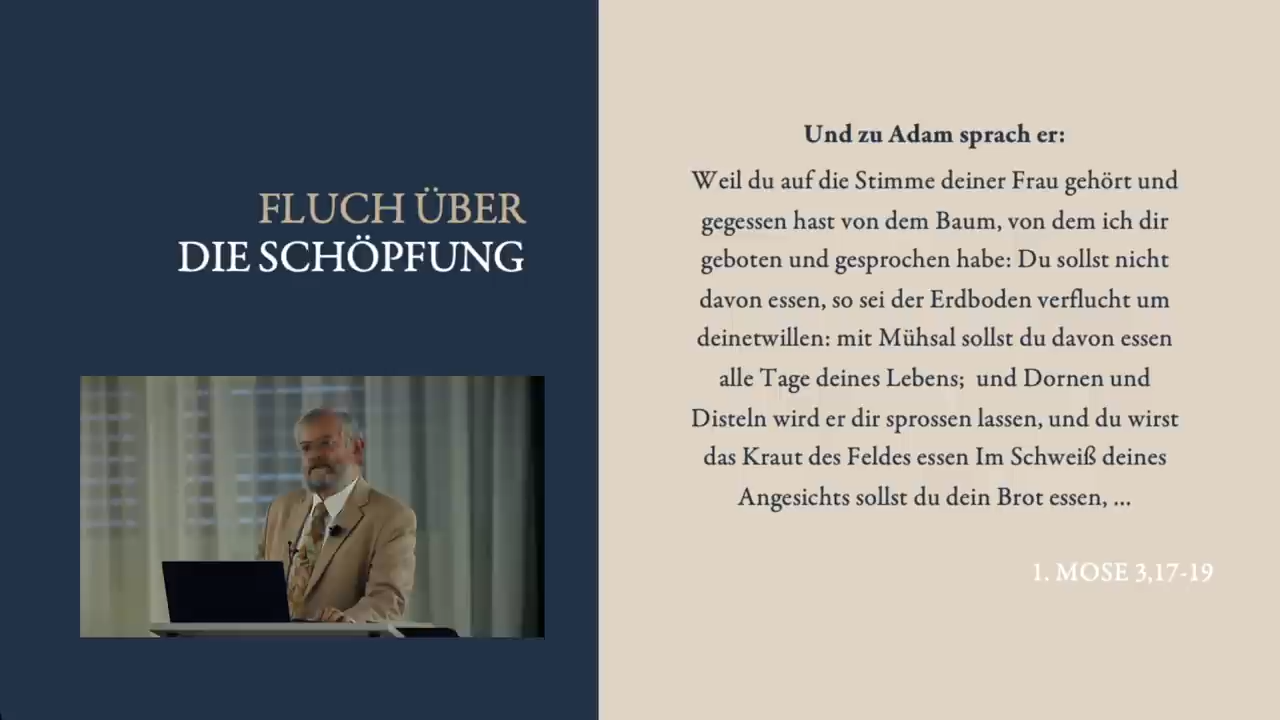 FLUCH ÜBER
DIE SCHÖPFUNG
Und zu Adam sprach er:
Weil du auf die Stimme deiner Frau gehört und
gegessen hast von dem Baum, von dem ich dir
geboten und gesprochen habe: Du sollst nicht
davon essen, so sei der Erdboden verflucht um
deinetwillen: mit Mühsal sollst du davon essen
alle Tage deines Lebens;  und Dornen und
Disteln wird er dir sprossen lassen, und du wirst
das Kraut des Feldes essen Im Schweiß deines
Angesichts sollst du dein Brot essen, ...
1. MOSE 3,17-19